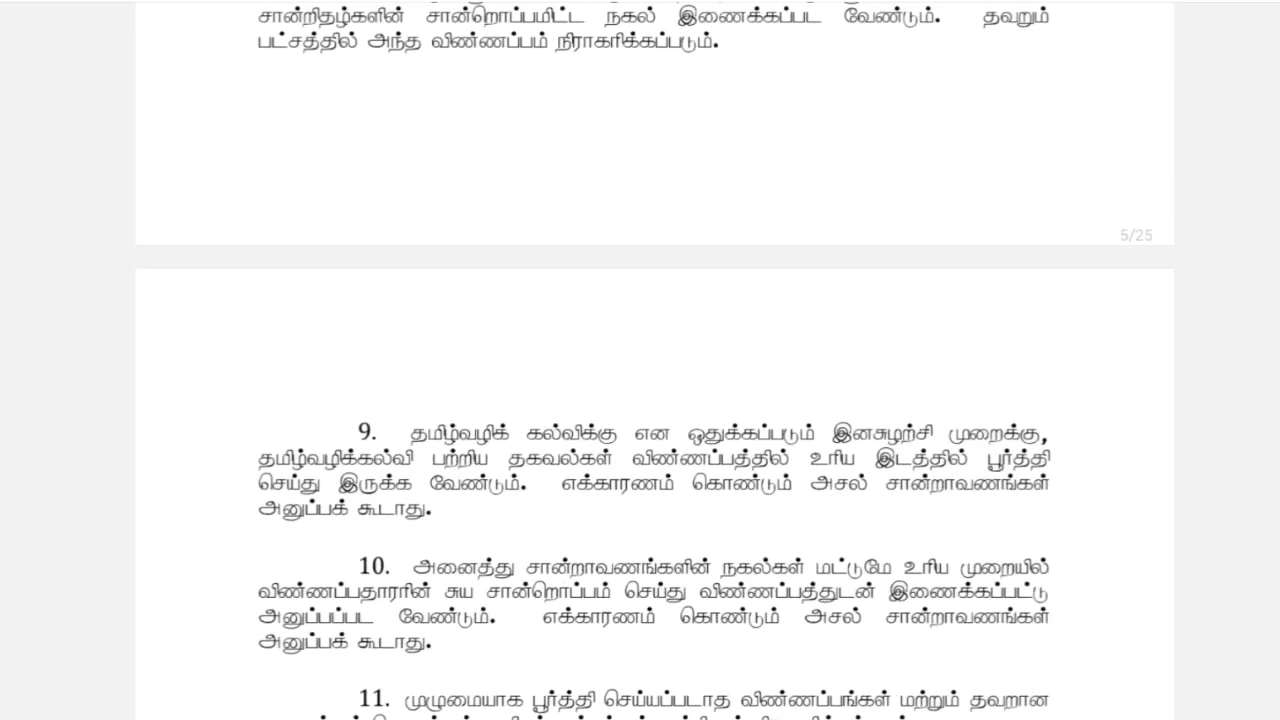 சான்றிதழ்களின் சான்றொப்பமிட்ட நகல் இணைக்கப்பட வேண்டும். தவறும்
பட்சத்தில் அந்த விண்ணப்பம் நிராகரிக்கப்படும்.
5/25
9. தமிழ்வழிக் கல்விக்கு என ஒதுக்கப்படும் இனசுழற்சி முறைக்கு,
தமிழ்வழிக்கல்வி பற்றிய தகவல்கள் விண்ணப்பத்தில் உரிய இடத்தில் பூர்த்தி
செய்து இருக்க வேண்டும். எக்காரணம் கொண்டும் அசல் சான்றாவணங்கள்
அனுப்பக் கூடாது.
10. அனைத்து சான்றாவணங்களின் நகல்கள் மட்டுமே உரிய முறையில்
விண்ணப்பதாரரின் சுய சான்றொப்பம் செய்து விண்ணப்பத்துடன் இணைக்கப்பட்டு
அனுப்பப்பட வேண்டும். எக்காரணம் கொண்டும் அசல் சான்றாவணங்கள்
அனுப்பக் கூடாது.
11. முழுமையாக பூர்த்தி செய்யப்படாத விண்ணப்பங்கள் மற்றும் தவறான